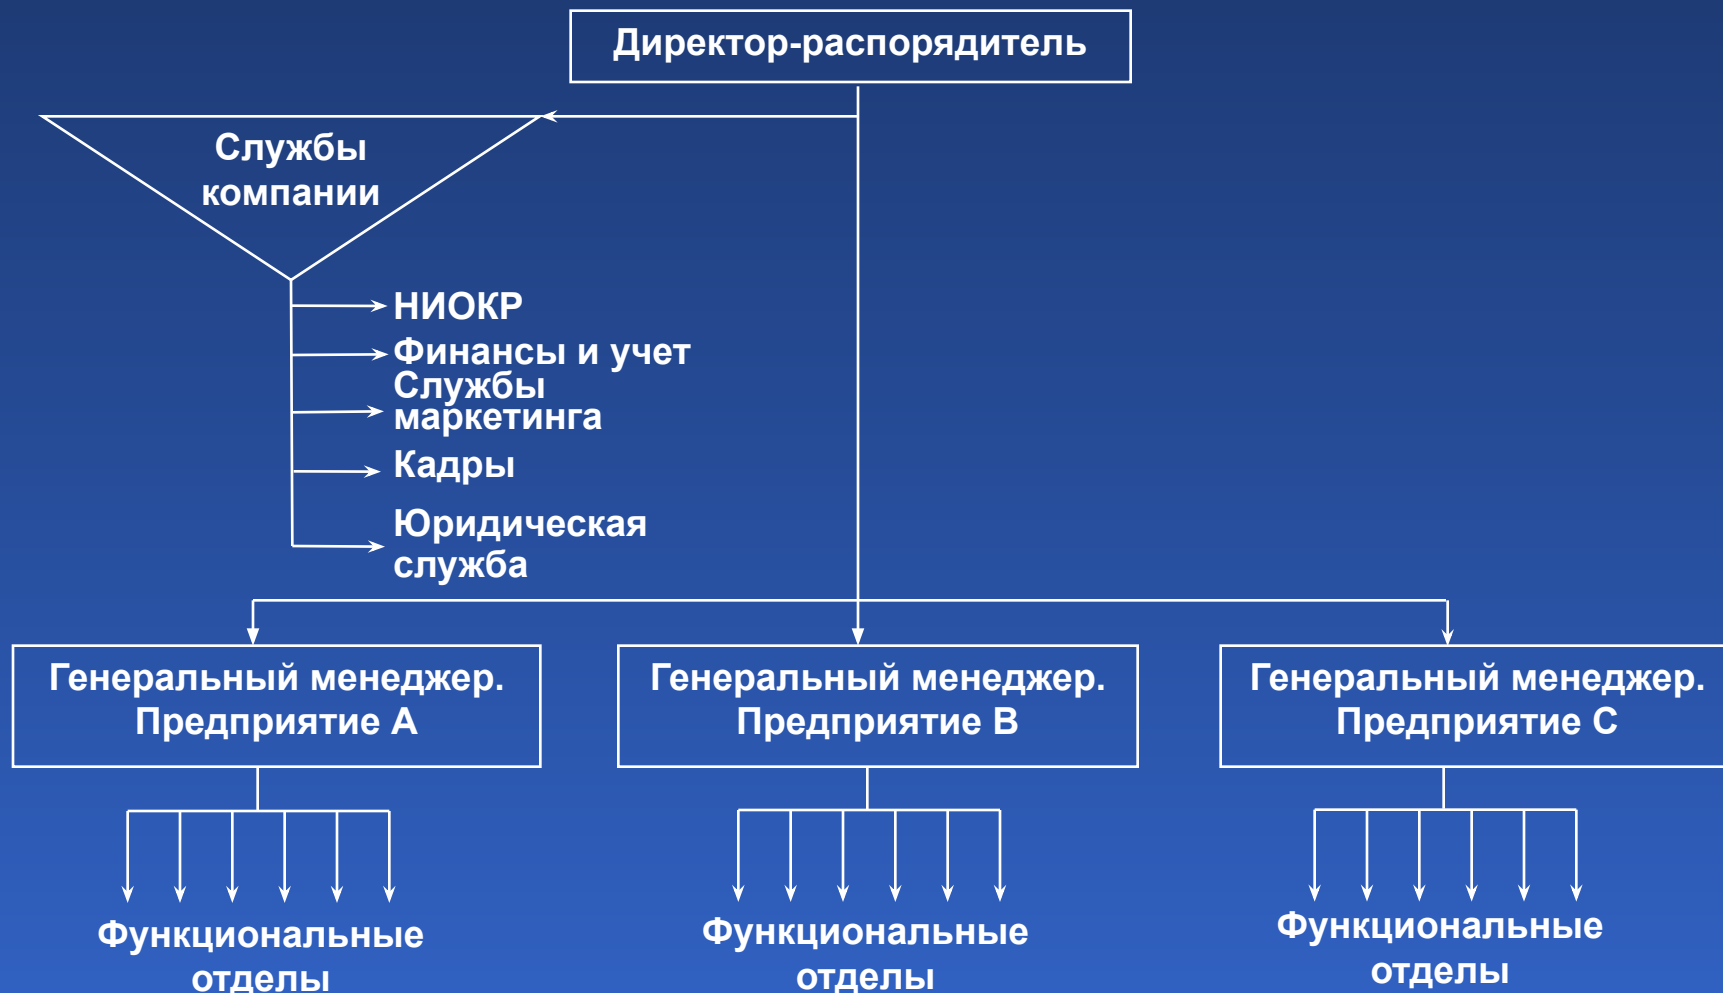 Директор-распорядитель
Службы
компании
НИОКР
Финансы и учет
Службы
маркетинга
Кадры
Юридическая
служба
Генеральный менеджер.
Предприятие А
Генеральный менеджер.
Предприятие В
Генеральный менеджер.
Предприятие С
Функциональные
отделы
Функциональные
отделы
Функциональные
отделы